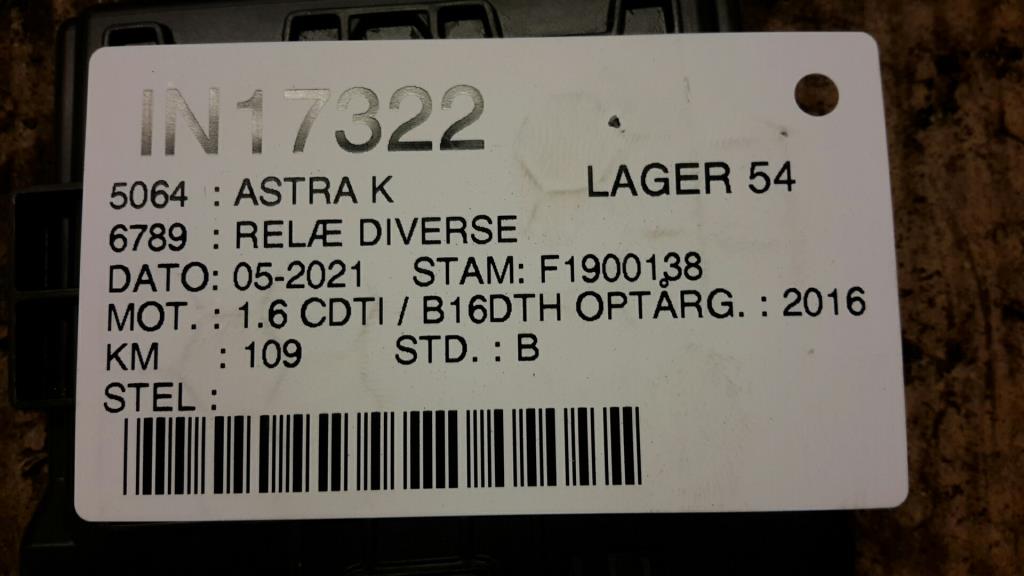 IN17322
5064 : ASTRA K LAGER 54
6789 : RELÆ DIVERSE
DATO: 05-2021 STAM: F1900138
MOT. : 1.6 CDTI / B16DTH OPTÅRG. : 2016
KM : 109 STD. : B
STEL :